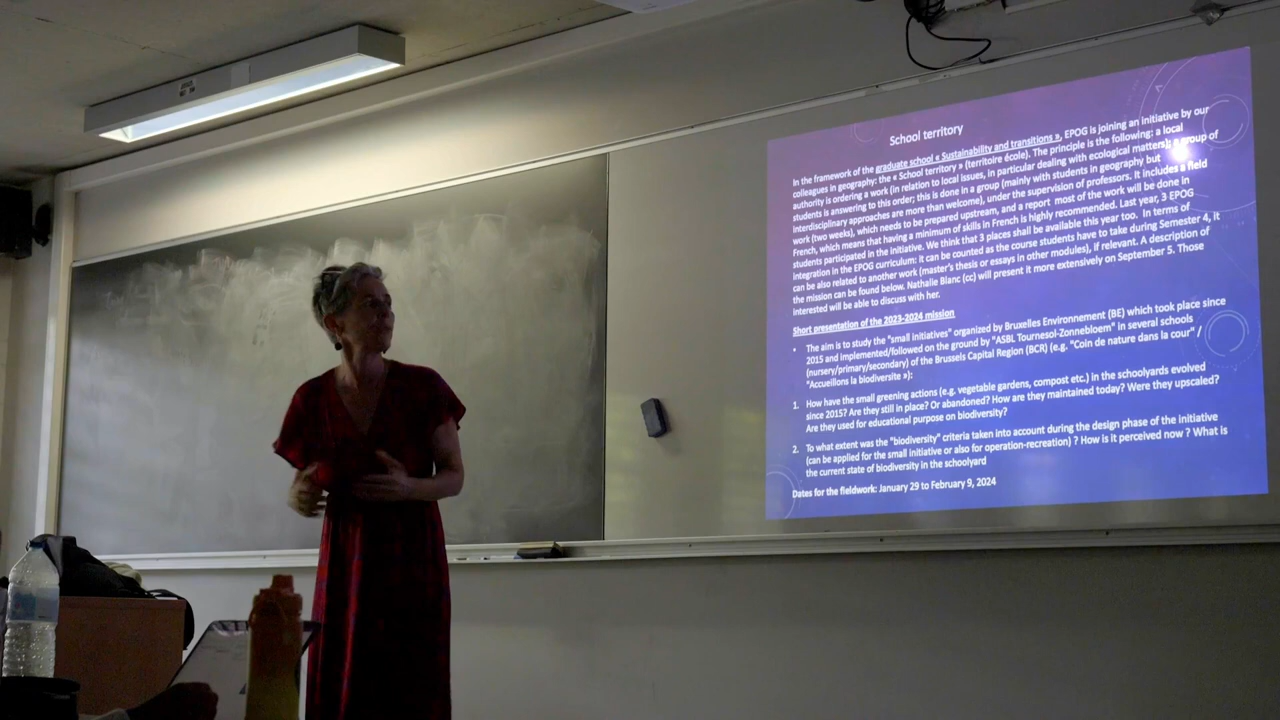 School territory
In the framework of the graduate school « Sustainability and transitions », EPOG is joining an initiative by our
colleagues in geography: the « School territory » (territoire école). The principle is the following: a local
authority is ordering a work (in relation to local issues, in particular dealing with ecological matters); a group of
students is answering to this order; this is done in a group (mainly with students in geography but
interdisciplinary approaches are more than welcome), under the supervision of professors. It includes a field
work (two weeks), which needs to be prepared upstream, and a report most of the work will be done in
French, which means that having a minimum of skills in French is highly recommended. Last year, 3 EPOG
students participated in the initiative. We think that 3 places shall be available this year too. In terms of
integration in the EPOG curriculum: it can be counted as the course students have to take during Semester 4, it
can be also related to another work (master's thesis or essays in other modules), if relevant. A description of
the mission can be found below. Nathalie Blanc (cc) will present it more extensively on September 5. Those
interested will be able to discuss with her.
Short presentation of the 2023-2024 mission
• The aim is to study the "small initiatives" organized by Bruxelles Environnement (BE) which took place since
2015 and implemented/followed on the ground by "ASBL Tournesol-Zonnebloem" in several schools
(nursery/primary/secondary) of the Brussels Capital Region (BCR) (e.g. "Coin de nature dans la cour" /
"Accueillons la biodiversite »):
1. How have the small greening actions (e.g. vegetable gardens, compost etc.) in the schoolyards evolved
since 2015? Are they still in place? Or abandoned? How are they maintained today? Were they upscaled?
Are they used for educational purpose on biodiversity?
2. To what extent was the "biodiversity" criteria taken into account during the design phase of the initiative
(can be applied for the small initiative or also for operation-recreation) ? How is it perceived now ? What is
the current state of biodiversity in the schoolyard
Dates for the fieldwork: January 29 to February 9, 2024